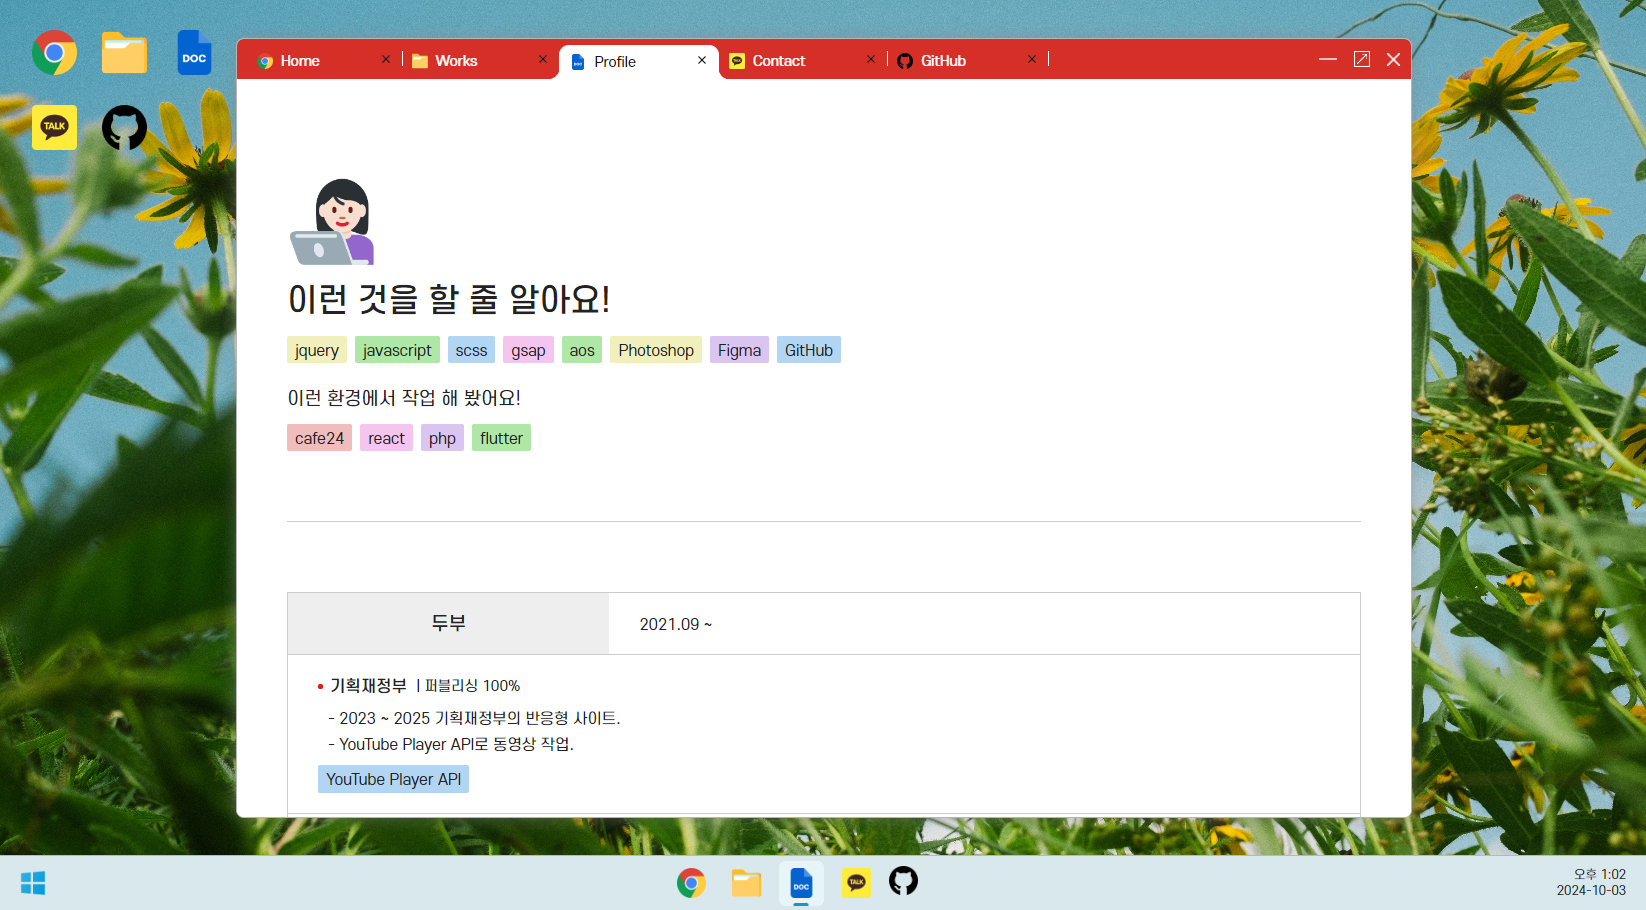 DOC
TALK
Home
Works
Profile
Contact
GitHub
이런 것을 할 줄 알아요!
jquery javascript scss gsap aos Photoshop Figma GitHub
이런 환경에서 작업 해 봤어요!
cafe24 react php flutter
두부 2021.09 ~
기획재정부 | 퍼블리싱 100%
- 2023 ~ 2025 기획재정부의 반응형 사이트.
- YouTube Player API로 동영상 작업.
YouTube Player API
DOC
TALK
오후 1:02
2024-10-03